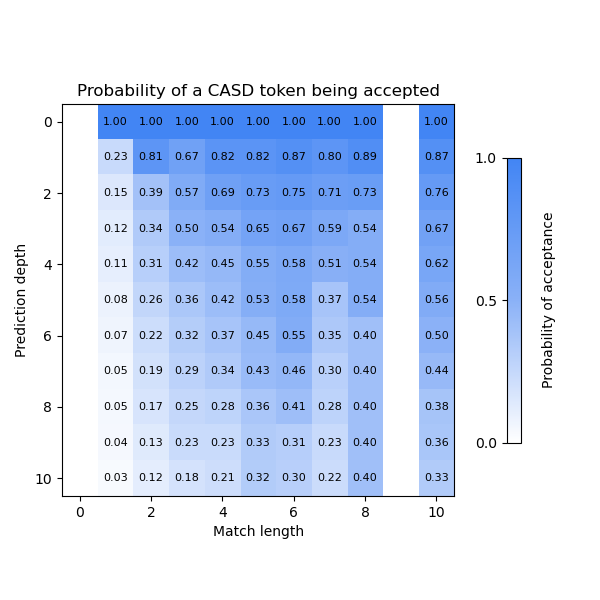 Probability of a CASD token being accepted
0 1.00 1.00 1.00 1.00 1.00 1.00 1.00 1.00 1.00
0.23 0.81 0.67 0.82 0.82 0.87 0.80 0.89 0.87
2 0.15 0.39 0.57 0.69 0.73 0.75 0.71 0.73 0.76
0.12 0.34 0.50 0.54 0.65 0.67 0.59 0.54 0.67
4 0.11 0.31 0.42 0.45 0.55 0.58 0.51 0.54 0.62
0.08 0.26 0.36 0.42 0.53 0.58 0.37 0.54 0.56
6 0.07 0.22 0.32 0.37 0.45 0.55 0.35 0.40 0.50
0.05 0.19 0.29 0.34 0.43 0.46 0.30 0.40 0.44
8 0.05 0.17 0.25 0.28 0.36 0.41 0.28 0.40 0.38
0.04 0.13 0.23 0.23 0.33 0.31 0.23 0.40 0.36
10 0.03 0.12 0.18 0.21 0.32 0.30 0.22 0.40 0.33
0 2 4 6 8 10
Match length
Prediction depth
1.0
0.5
0.0
Probability of acceptance